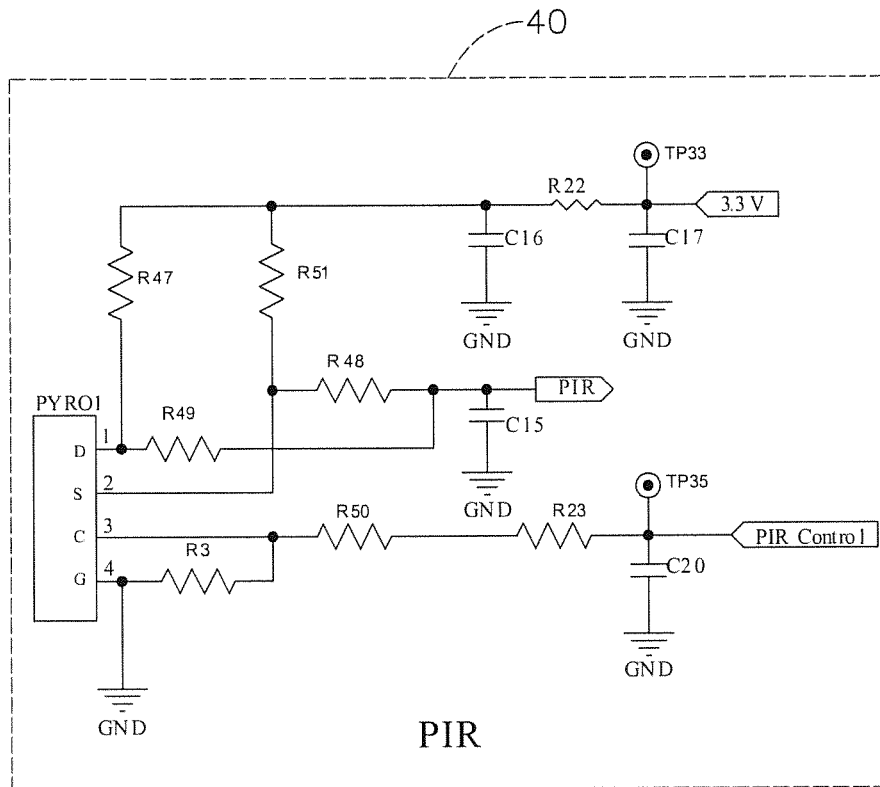 40
TP33
R22
3.3 V
C16
C17
R47
R51
GND
GND
R48
PIR
PYRO1
R49
C15
1
D
2
S
GND
TP35
3
C
R50
R23
PIR Control
R3
4
G
C20
GND
GND
PIR